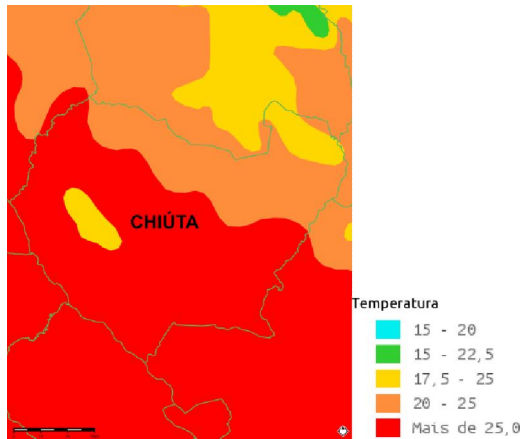 CHIÚTA
Temperatura
15 - 20
15 - 22,5
17,5 - 25
20 - 25
Mais de 25,0